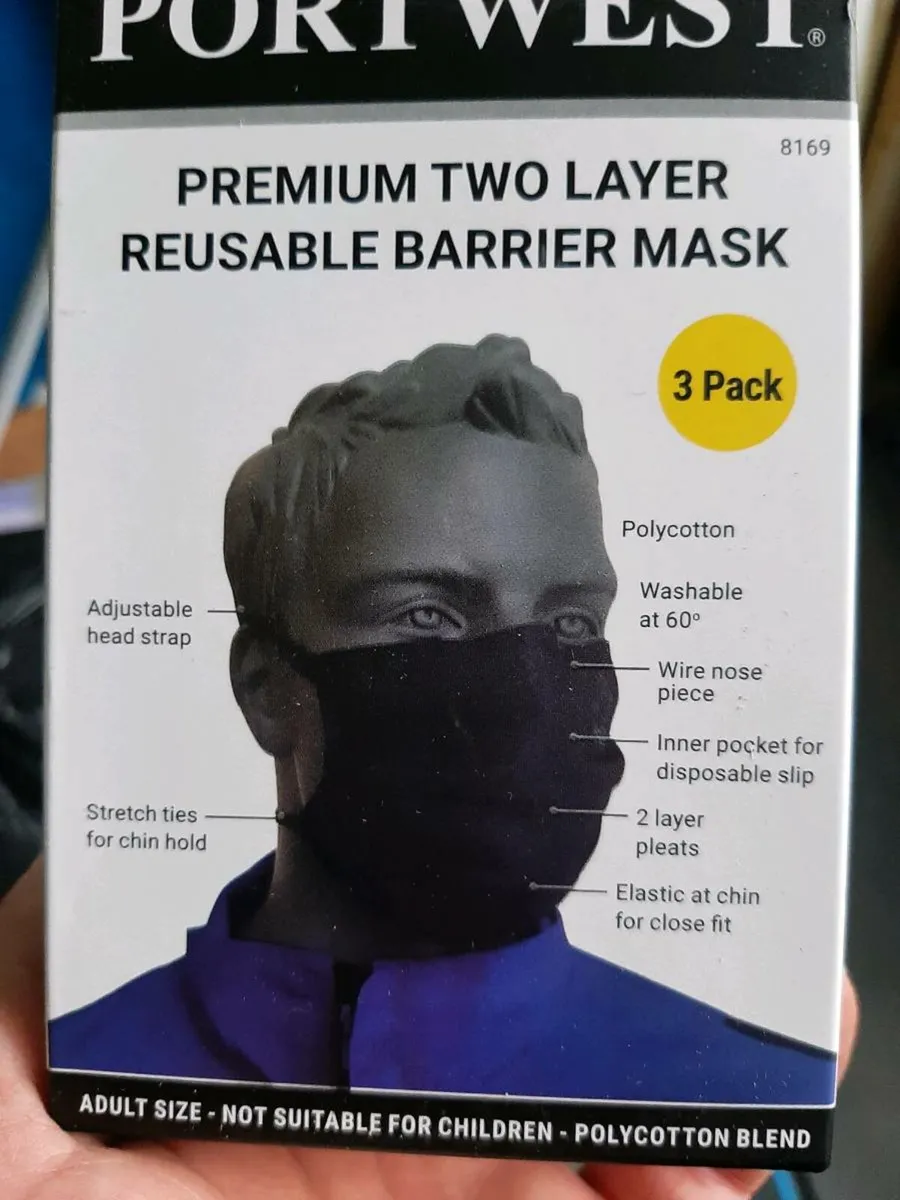 PORTWEST®
8169
PREMIUM TWO LAYER
REUSABLE BARRIER MASK
3 Pack
Polycotton
Washable
at 60º
Adjustable
head strap
Wire nose
piece
Inner pocket for
disposable slip
Stretch ties
for chin hold
2 layer
pleats
Elastic at chin
for close fit
ADULT SIZE - NOT SUITABLE FOR CHILDREN - POLYCOTTON BLEND